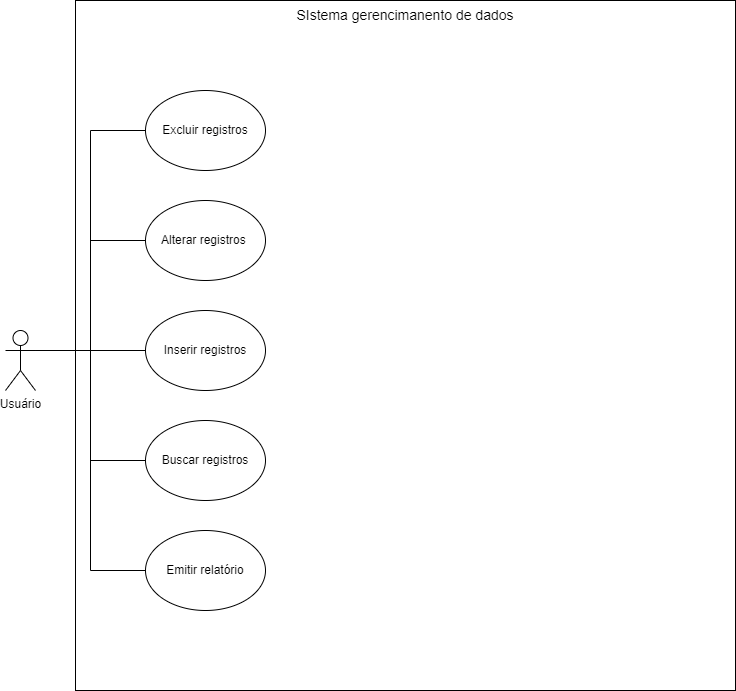 SIstema gerencimanento de dados
Excluir registros
Alterar registros
Inserir registros
Usuário
Buscar registros
Emitir relatório